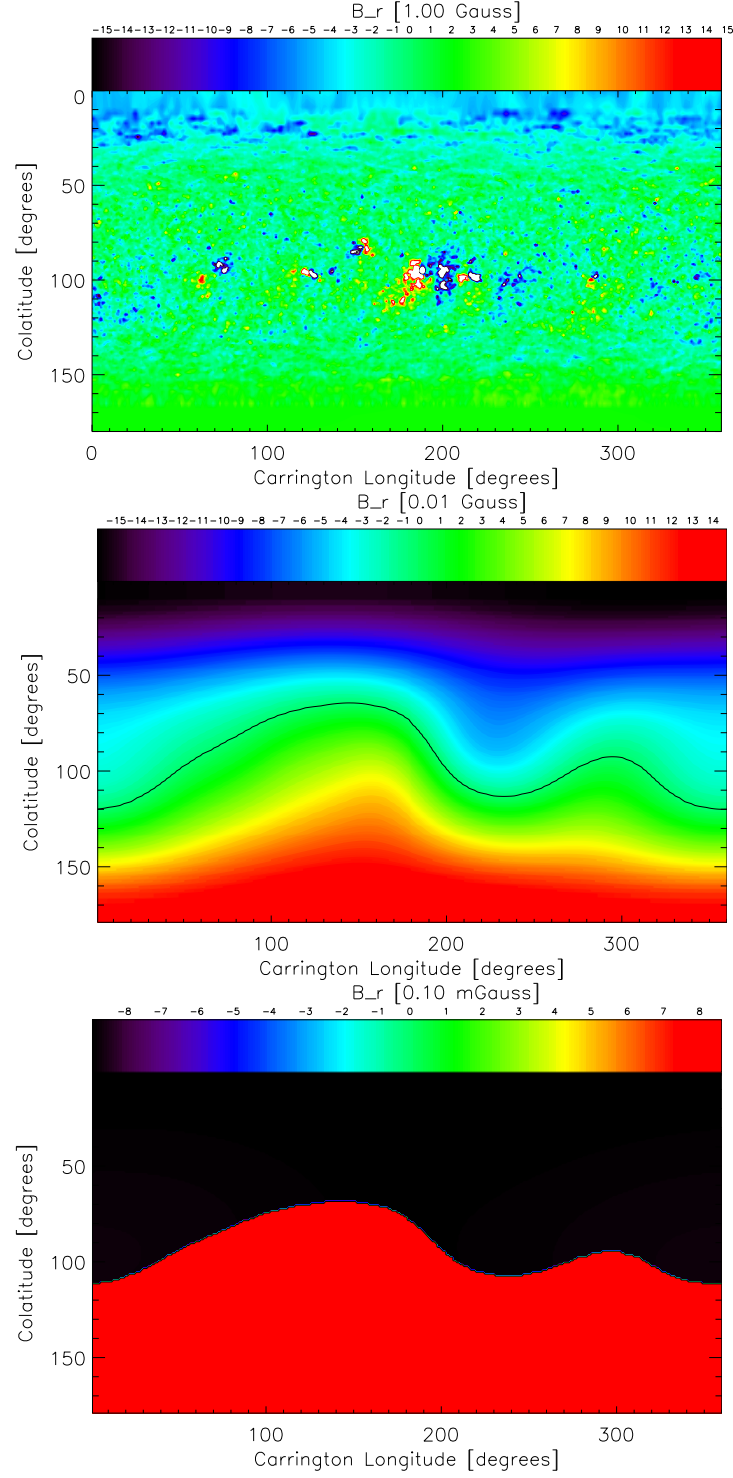 B_r [1.00 Gauss]
-15 -14 -13 -12 -11 -10 -9 -8 -7 -6 -5 -4 -3 -2 -1 0 1 2 3 4 5 6 7 8 9 10 11 12 13 14 15
0
50
100
150
Colatitude [degrees]
0 100 200 300
Carrington Longitude [degrees]
B_r [0.01 Gauss]
-15 -14 -13 -12 -11 -10 -9 -8 -7 -6 -5 -4 -3 -2 -1 0 1 2 3 4 5 6 7 8 9 10 11 12 13 14
50
100
150
Colatitude [degrees]
100 200 300
Carrington Longitude [degrees]
B_r [0.10 mGauss]
-8 -7 -6 -5 -4 -3 -2 -1 0 1 2 3 4 5 6 7 8
50
100
150
Colatitude [degrees]
100 200 300
Carrington Longitude [degrees]